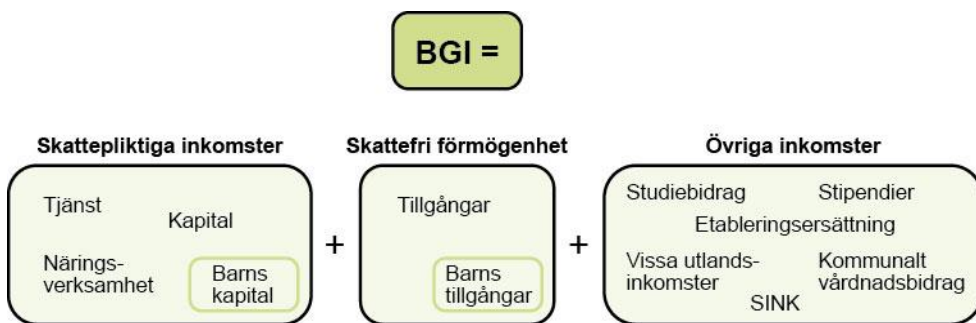 BGI =
Skattepliktiga inkomster
Tjänst
Kapital
Närings-
verksamhet
Barns
kapital
+
Skattefri förmögenhet
Tillgångar
Barns
tillgångar
+
Övriga inkomster
Studiebidrag
Stipendier
Etableringsersättning
Vissa utlands-
inkomster
Kommunalt
vårdnadsbidrag
SINK